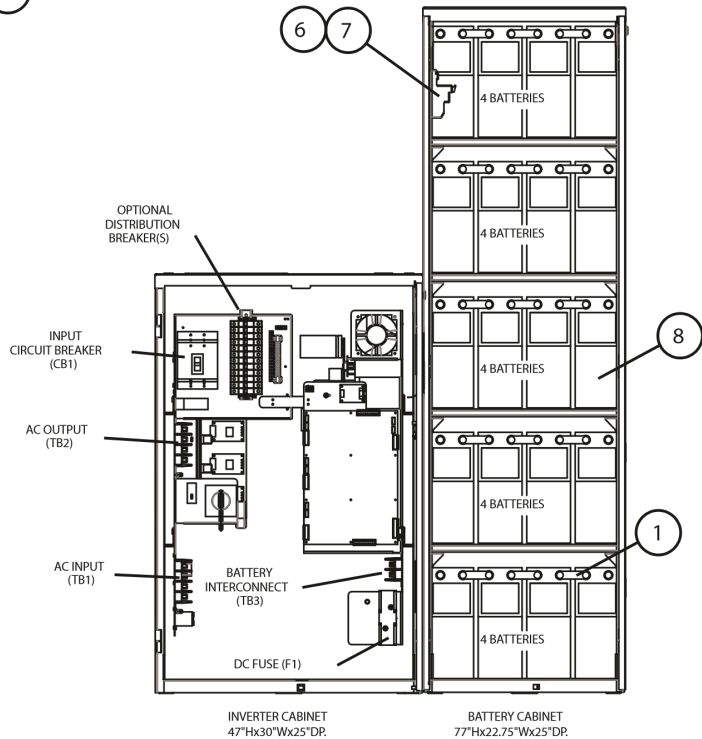 6 7
4 BATTERIES
4 BATTERIES
OPTIONAL
DISTRIBUTION
BREAKER(S)
INPUT
CIRCUIT BREAKER
(CB1)
4 BATTERIES
8
AC OUTPUT
(TB2)
4 BATTERIES
1
AC INPUT
(TB1)
BATTERY
INTERCONNECT
(TB3)
4 BATTERIES
DC FUSE (F1)
INVERTER CABINET
47"Hx30"Wx25"DP.
BATTERY CABINET
77"Hx22.75"Wx25"DP.